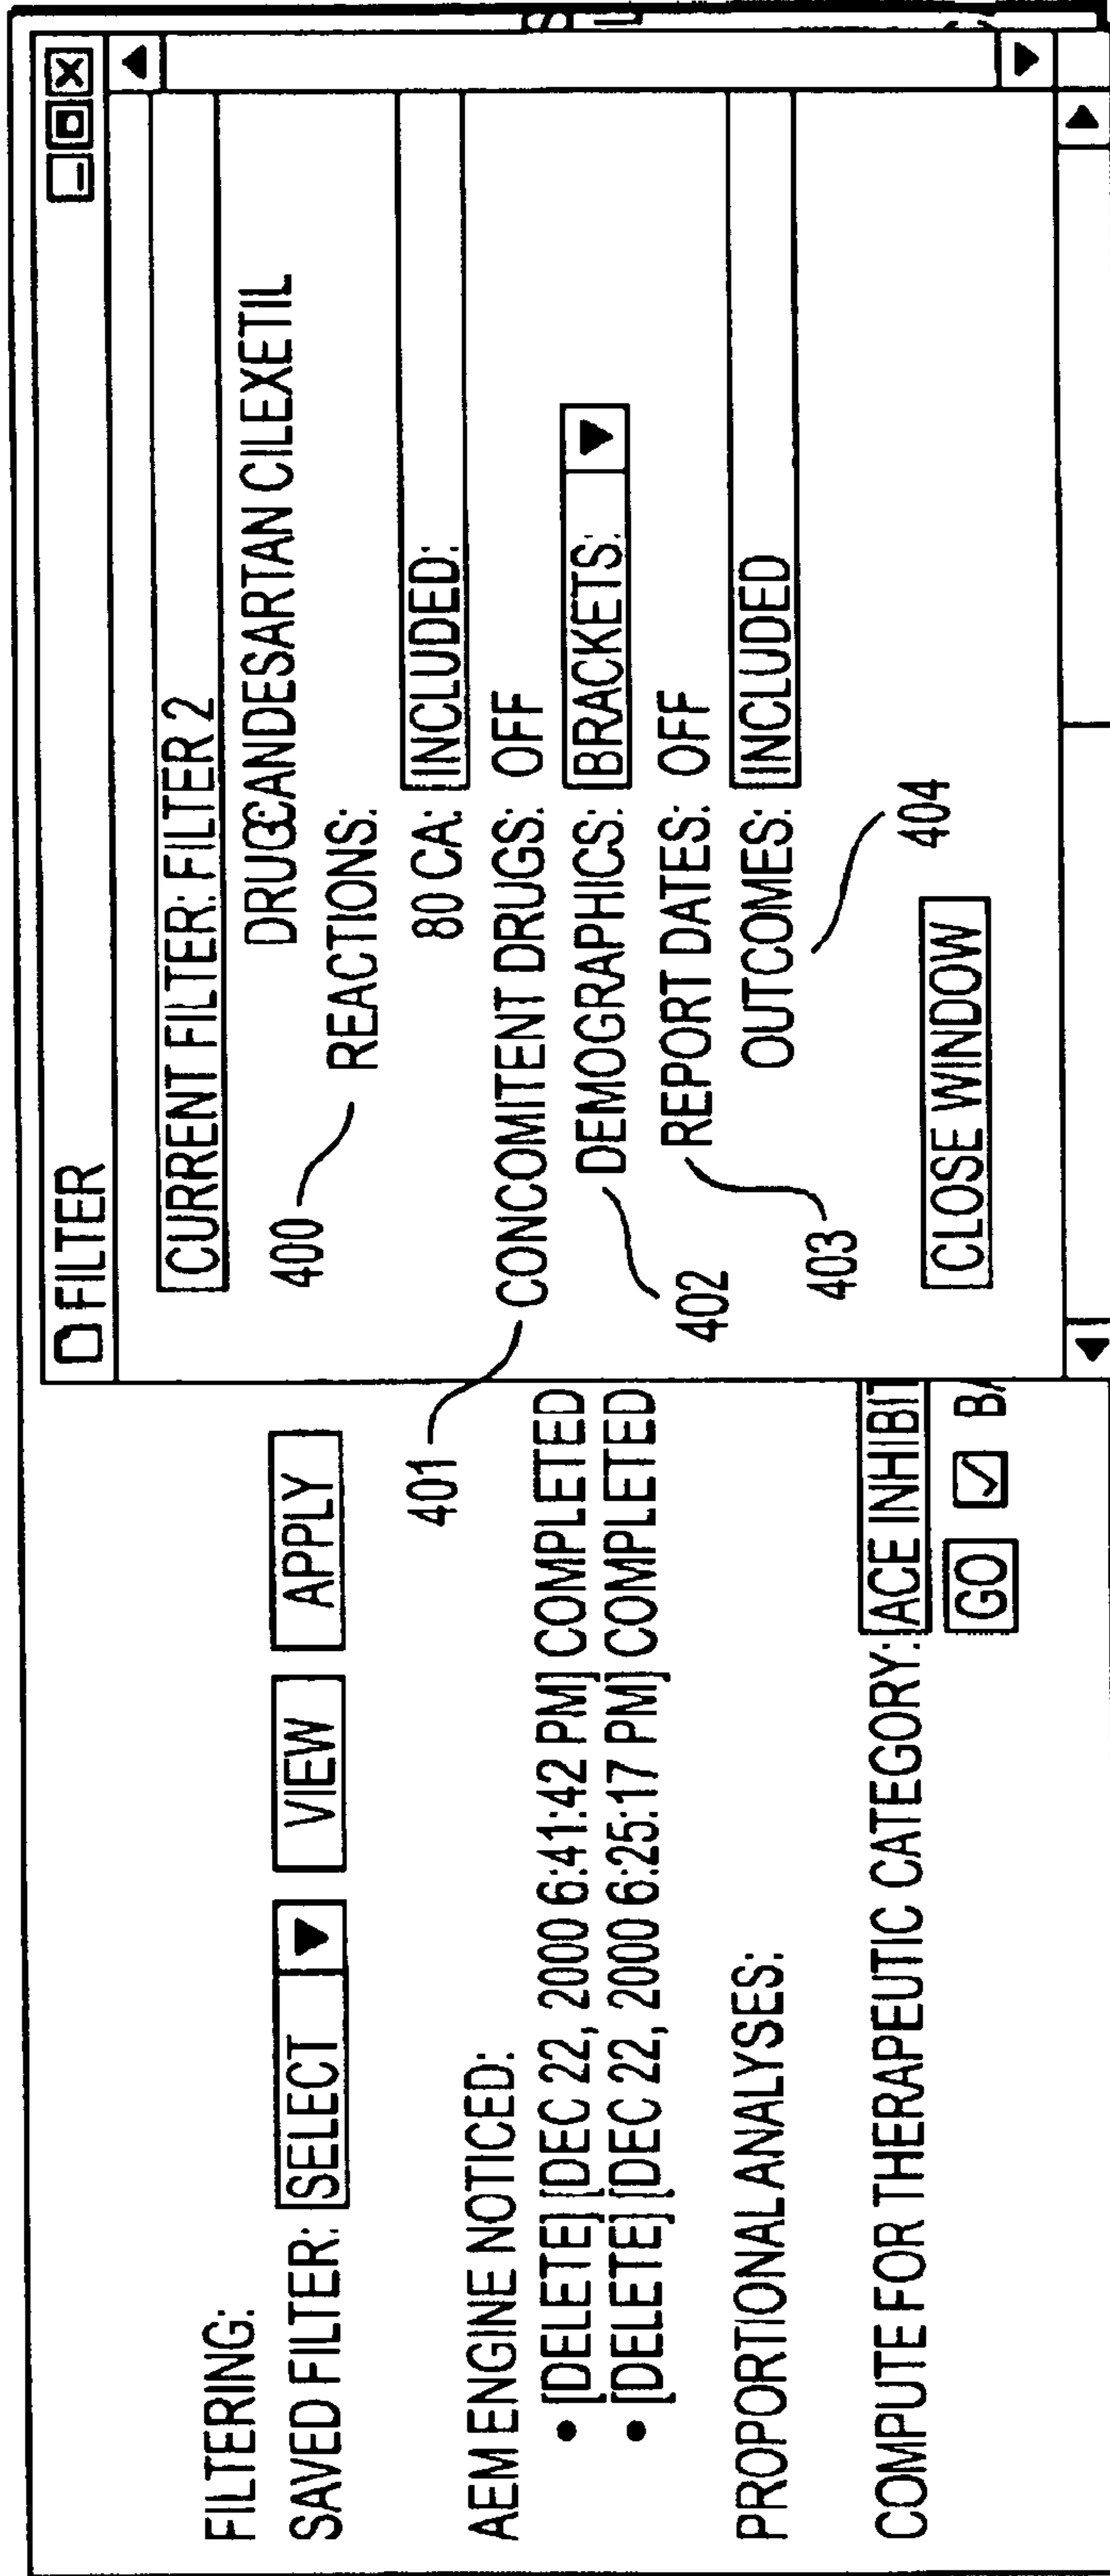 FILTERING:
SAVED FILTER: SELECT VIEW APPLY
AEM ENGINE NOTICED:
• [DELETE] [DEC 22, 2000 6:41:42 PM] COMPLETED
• [DELETE] [DEC 22, 2000 6:25:17 PM] COMPLETED
PROPORTIONAL ANALYSES:
COMPUTE FOR THERAPEUTIC CATEGORY: ACE INHIBIT
GO BA
FILTER
CURRENT FILTER: FILTER 2
DRUG:CANDESARTAN CILEXETIL
400 REACTIONS:
80 CA: INCLUDED:
401 CONCOMITENT DRUGS: OFF
402 DEMOGRAPHICS: BRACKETS:
403 REPORT DATES: OFF
404 OUTCOMES: INCLUDED
CLOSE WINDOW